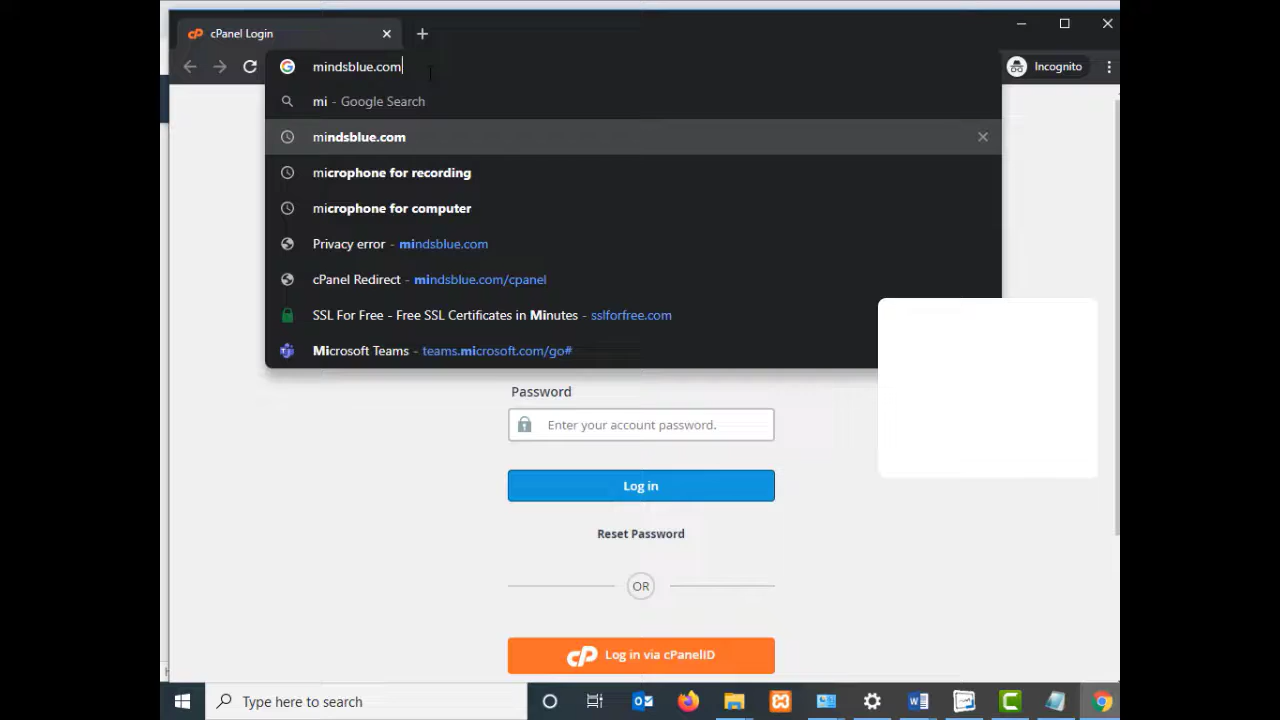 cPanel Login
mindsblue.com
Incognito
mi - Google Search
mindsblue.com
microphone for recording
microphone for computer
Privacy error - mindsblue.com
cPanel Redirect - mindsblue.com/cpanel
SSL For Free - Free SSL Certificates in Minutes - sslforfree.com
Microsoft Teams - teams.microsoft.com/go#
Password
Enter your account password.
Log in
Reset Password
OR
cP Log in via cPanelID
Type here to search